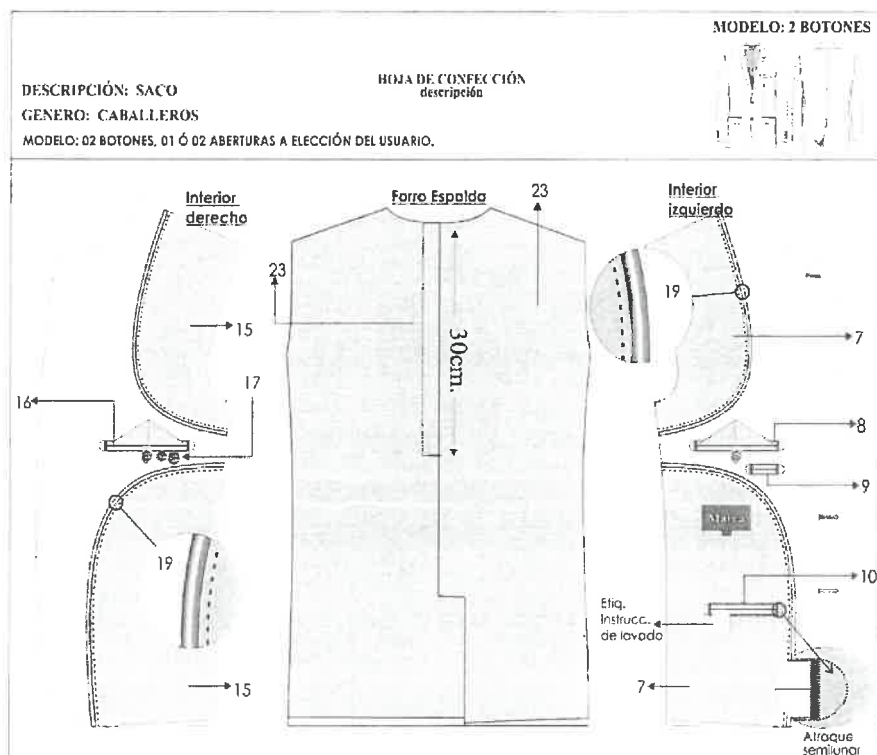 MODELO: 2 BOTONES
HOJA DE CONFECCIÓN
descripción
DESCRIPCIÓN: SACO
GENERO: CABALLEROS
MODELO: 02 BOTONES, 01 Ó 02 ABERTURAS A ELECCIÓN DEL USUARIO.
Interior
derecho
Forro Espalda
23
Interior
izquierdo
23
19
15
30cm.
7
16
17
8
9
Marca
19
10
Etiq.
Instrucc.
de lavado
15
7
Atraque
semilunar